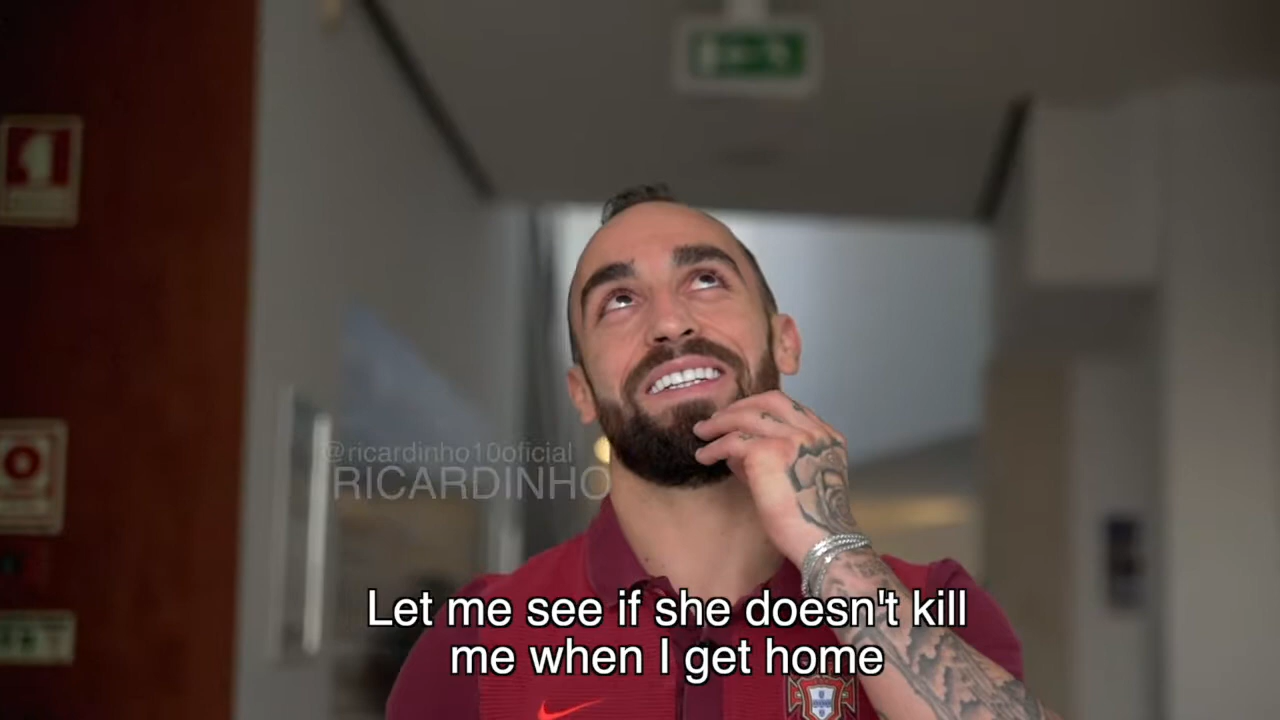 @ricardinho10oficial
RICARDINHO
Let me see if she doesn't kill
me when I get home